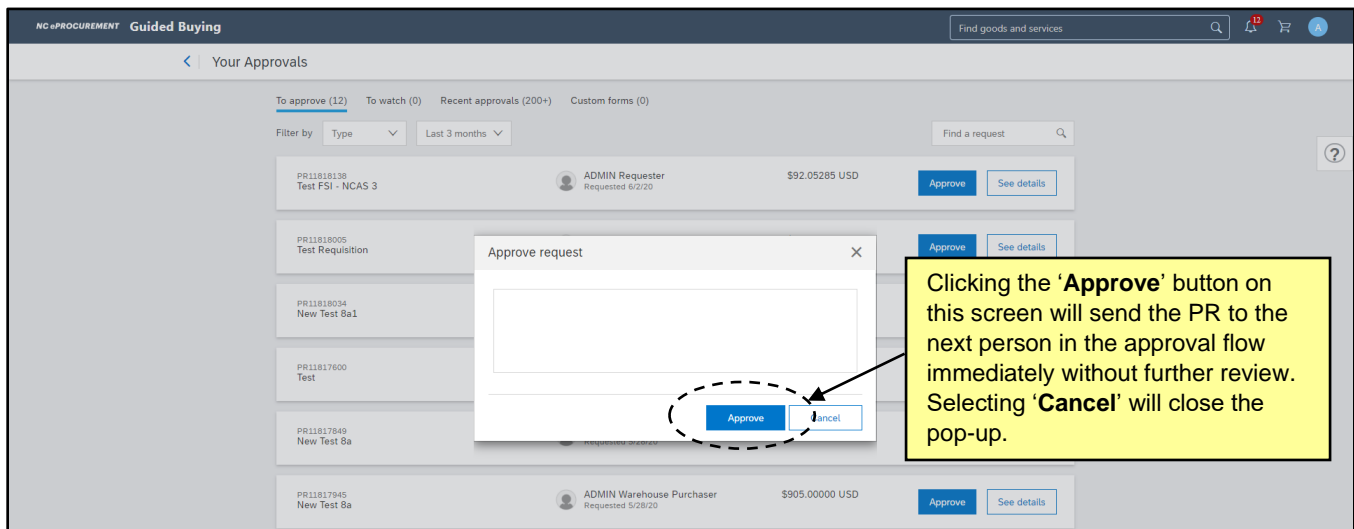 NC ePROCUREMENT Guided Buying
Find goods and services
12
A
Your Approvals
To approve (12) To watch (0) Recent approvals (200+) Custom forms (0)
Filter by Type Last 3 months
Find a request
?
PR11818138
Test FSI - NCAS 3
ADMIN Requester
Requested 6/2/20
$92.05285 USD
Approve
See details
PR11818005
Test Requisition
Approve
See details
Approve request
PR11818034
New Test 8a1
PR11817600
Test
PR11817849
New Test 8a
Requested 5/28/20
Approve
Cancel
Clicking the ‘Approve’ button on
this screen will send the PR to the
next person in the approval flow
immediately without further review.
Selecting ‘Cancel’ will close the
pop-up.
PR11817945
New Test 8a
ADMIN Warehouse Purchaser
Requested 5/28/20
$905.00000 USD
Approve
See details